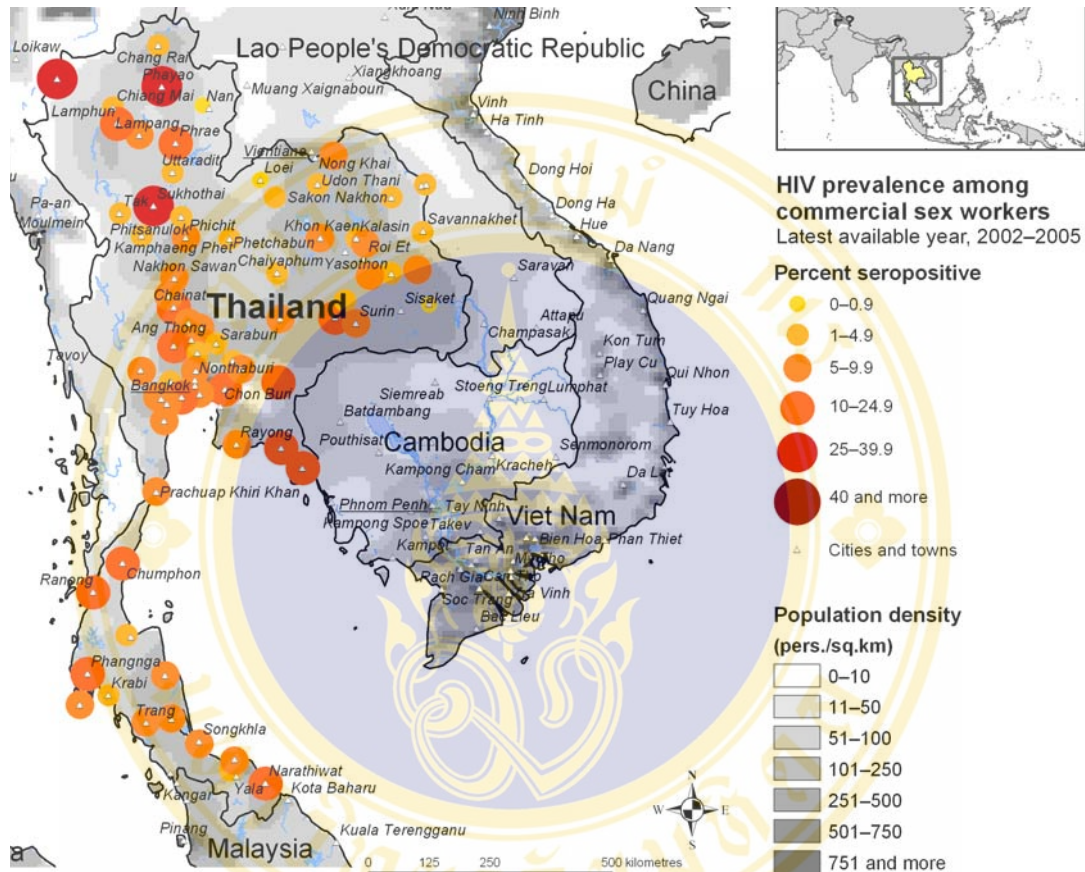 Ninh Binh
Loikaw
Lao People's Democratic Republic
Chang Rai
Phayao
Xiangkhoang
Muang Xaignaboun
China
Chiang Mai
Nan
Lamphun
Lampang
Phrae
Vinh
Ha Tinh
Uttaradit
Vientiane
Nong Khai
Loei
Udon Thani
Dong Hoi
Sakon Nakhon
Tak
Sukhothai
Pa-an
Moulmein
Phitsanulok
Phichit
Khon Kaen
Kalasin
Savannakhet
Dong Ha
Hue
Kamphaeng Phet
Phetchabun
Roi Et
Da Nang
Nakhon Sawan
Chaiyaphum
Yasothon
Saravan
Chainat
Thailand
Surin
Sisaket
Quang Ngai
Attapu
Champasak
Ang Thong
Sarabun
Kon Tum
Tavoy
Play Cu
Nonthaburi
Qui Nhon
Bangkok
Chon Buri
Siemreab
Stoeng Treng
Lumphat
Batdambang
Tuy Hoa
Rayong
Pouthisat
Cambodia
Senmonorom
Kampong Cham
Kracheh
Da Lat
Prachuap Khiri Khan
Phnom Penh
Tay Ninh
Viet Nam
Kampong Spoe
Takev
Bien Hoa
Phan Thiet
Kampot
Tan An
My Tho
Chumphon
Ranong
Rach Gia
Can Tho
Soc Trang
Bac Lieu
Phangnga
Krabi
Trang
Songkhla
Narathiwat
Yala
Kota Baharu
Kangar
Pinang
Kuala Terengganu
Malaysia
N
W E
S
0 125 250 500 kilometres
HIV prevalence among
commercial sex workers
Latest available year, 2002–2005
Percent seropositive
0–0.9
1–4.9
5–9.9
10–24.9
25–39.9
40 and more
Cities and towns
Population density
(pers./sq.km)
0–10
11–50
51–100
101–250
251–500
501–750
751 and more